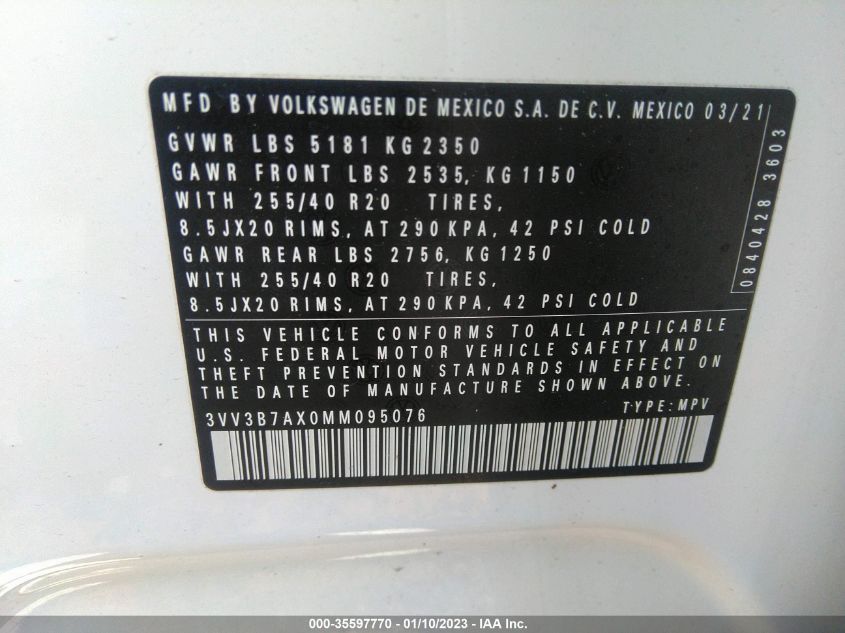 MFD BY VOLKSWAGEN DE MEXICO S.A. DE C.V. MEXICO 03/21
GVWR LBS 5181 KG 2350
GAWR FRONT LBS 2535, KG 1150
WITH 255/40 R20 TIRES,
8.5JX20 RIMS, AT 290 KPA, 42 PSI COLD
GAWR REAR LBS 2756, KG 1250
WITH 255/40 R20 TIRES,
8.5JX20 RIMS, AT 290 KPA, 42 PSI COLD
0840428 3603
THIS VEHICLE CONFORMS TO ALL APPLICABLE
U.S. FEDERAL MOTOR VEHICLE SAFETY AND
THEFT PREVENTION STANDARDS IN EFFECT ON
THE DATE OF MANUFACTURE SHOWN ABOVE.
3VV3B7AX0MM095076 TYPE:MPV
000-35597770 - 01/10/2023 - IAA Inc.